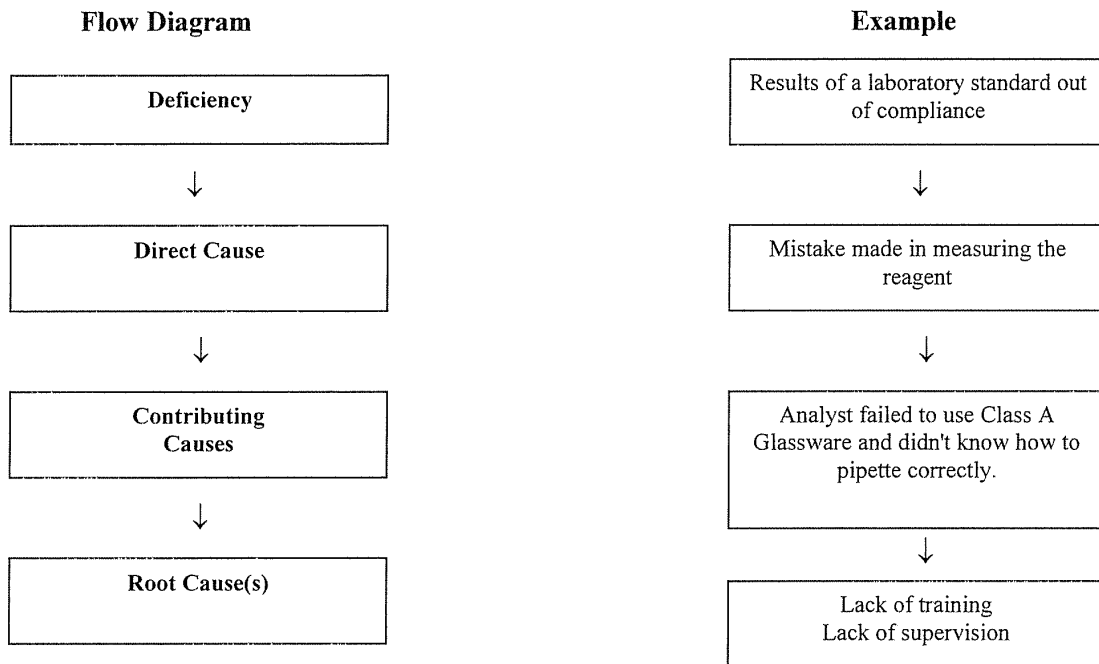 Flow Diagram
Example
Deficiency
Results of a laboratory standard out
of compliance
↓
↓
Direct Cause
Mistake made in measuring the
reagent
↓
↓
Contributing
Causes
Analyst failed to use Class A
Glassware and didn't know how to
pipette correctly.
↓
↓
Root Cause(s)
Lack of training
Lack of supervision